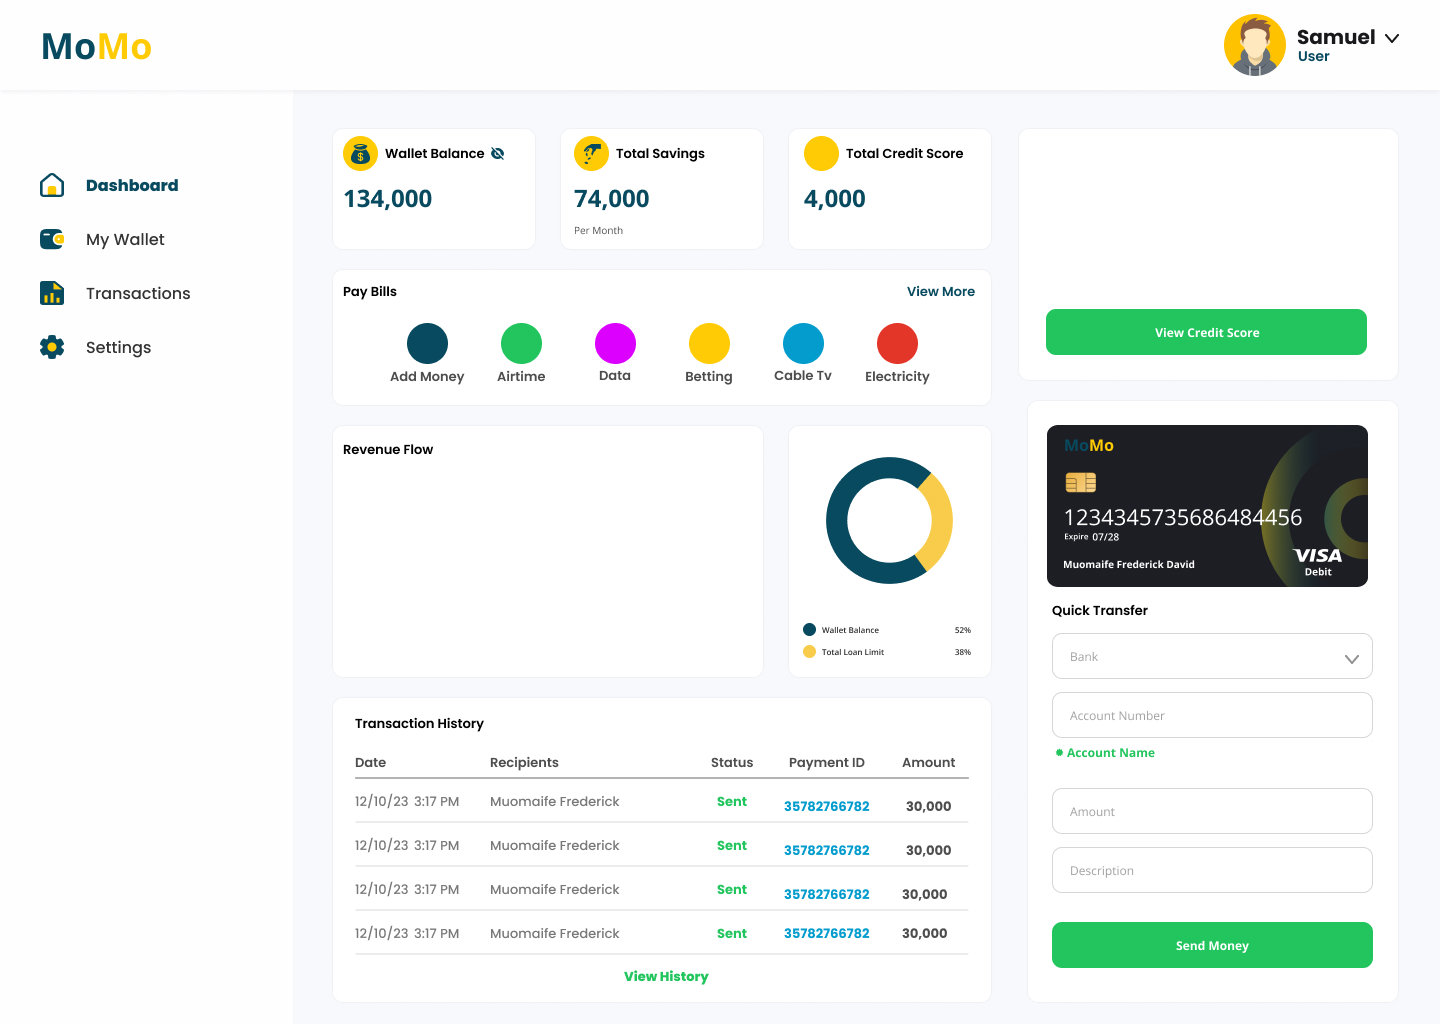 MoMo
Samuel
User
Dashboard
My Wallet
Transactions
Settings
Wallet Balance
134,000
Total Savings
74,000
Per Month
Total Credit Score
4,000
View Credit Score
Pay Bills
View More
Add Money
Airtime
Data
Betting
Cable Tv
Electricity
Revenue Flow
Wallet Balance 52%
Total Loan Limit 38%
MoMo
1234345735686484456
Expire 07/28
Muomaife Frederick David
VISA
Debit
Quick Transfer
Bank
Account Number
Account Name
Amount
Description
Send Money
Transaction History
Date Recipients Status Payment ID Amount
12/10/23 3:17 PM Muomaife Frederick Sent 35782766782 30,000
12/10/23 3:17 PM Muomaife Frederick Sent 35782766782 30,000
12/10/23 3:17 PM Muomaife Frederick Sent 35782766782 30,000
12/10/23 3:17 PM Muomaife Frederick Sent 35782766782 30,000
View History